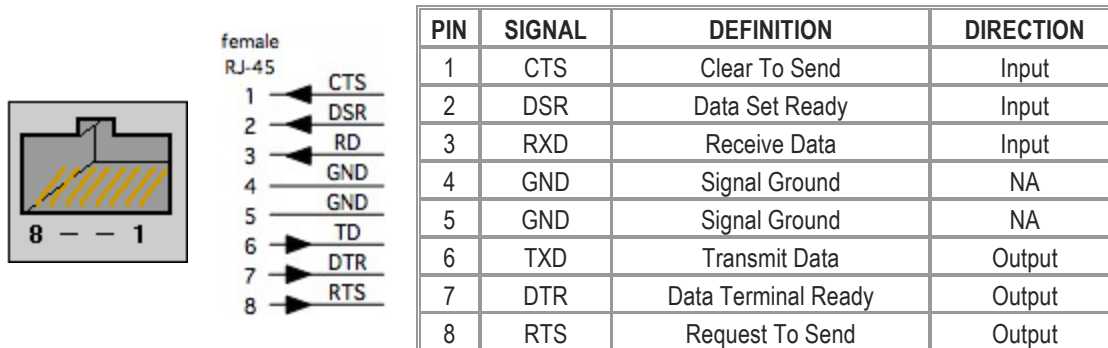 8 – – 1
female
RJ-45
1 CTS
2 DSR
3 RD
4 GND
5 GND
6 TD
7 DTR
8 RTS
PIN SIGNAL DEFINITION DIRECTION
1 CTS Clear To Send Input
2 DSR Data Set Ready Input
3 RXD Receive Data Input
4 GND Signal Ground NA
5 GND Signal Ground NA
6 TXD Transmit Data Output
7 DTR Data Terminal Ready Output
8 RTS Request To Send Output